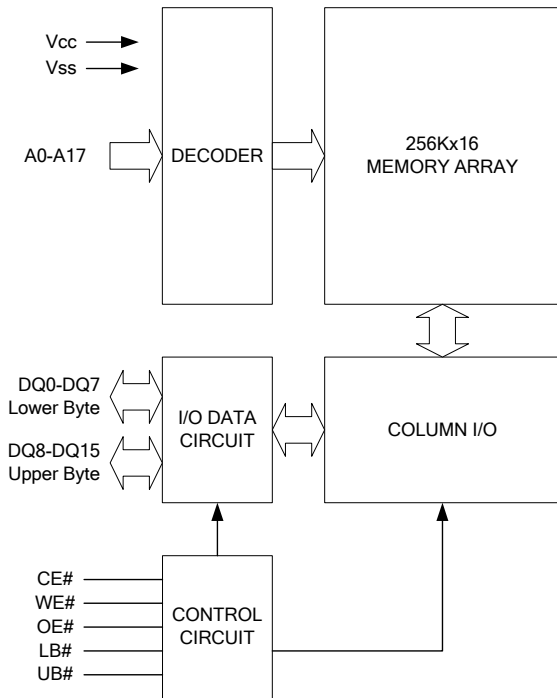 Vcc
Vss
A0-A17
DECODER
256Kx16
MEMORY ARRAY
DQ0-DQ7
Lower Byte
DQ8-DQ15
Upper Byte
I/O DATA
CIRCUIT
COLUMN I/O
CE#
WE#
OE#
LB#
UB#
CONTROL
CIRCUIT